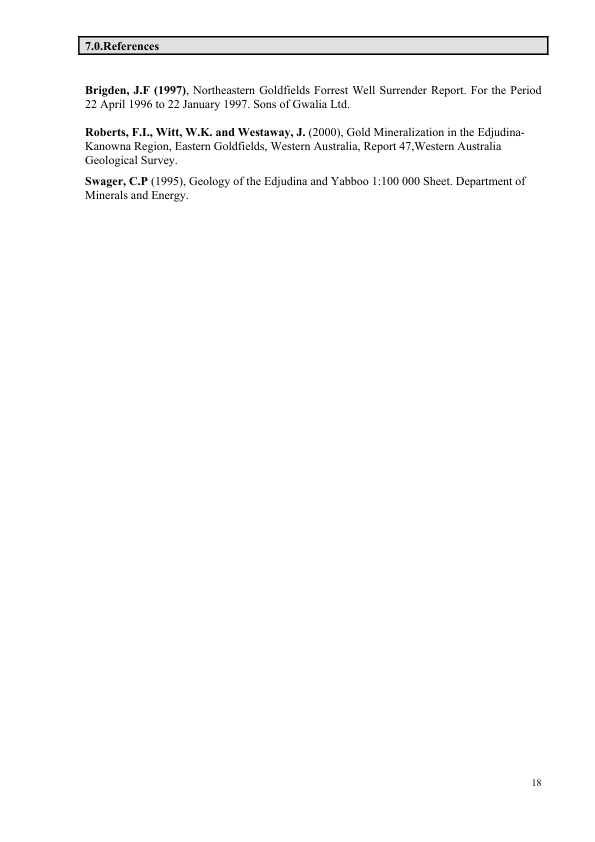 7.0.References
Brigden, J.F (1997), Northeastern Goldfields Forrest Well Surrender Report. For the Period
22 April 1996 to 22 January 1997. Sons of Gwalia Ltd.
Roberts, F.I., Witt, W.K. and Westaway, J. (2000), Gold Mineralization in the Edjudina-
Kanowna Region, Eastern Goldfields, Western Australia, Report 47,Western Australia
Geological Survey.
Swager, C.P (1995), Geology of the Edjudina and Yabboo 1:100 000 Sheet. Department of
Minerals and Energy.
18